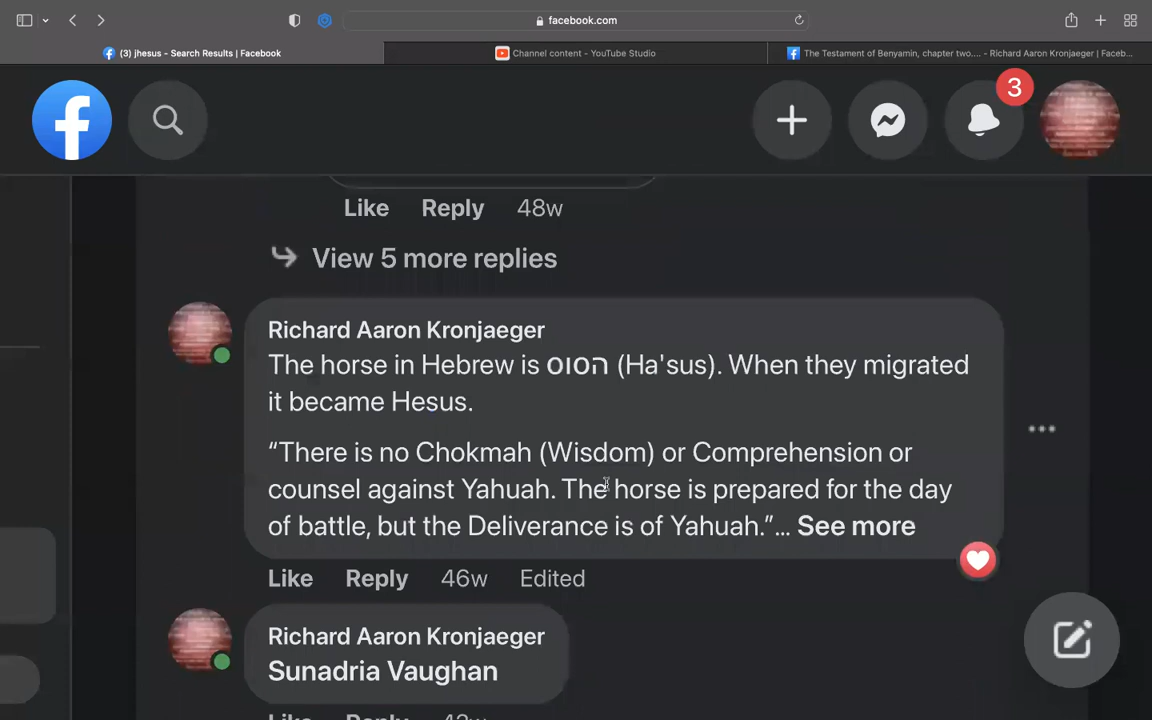 facebook.com
(3) jhesus - Search Results | Facebook
Channel content - YouTube Studio
The Testament of Benyamin, chapter two.... - Richard Aaron Kronjaeger | Faceb...
3
Like Reply 48w
View 5 more replies
Richard Aaron Kronjaeger
The horse in Hebrew is הסוס (Ha'sus). When they migrated
it became Hesus.
“There is no Chokmah (Wisdom) or Comprehension or
counsel against Yahuah. The horse is prepared for the day
of battle, but the Deliverance is of Yahuah.”... See more
Like Reply 46w Edited
Richard Aaron Kronjaeger
Sunadria Vaughan
Like Reply